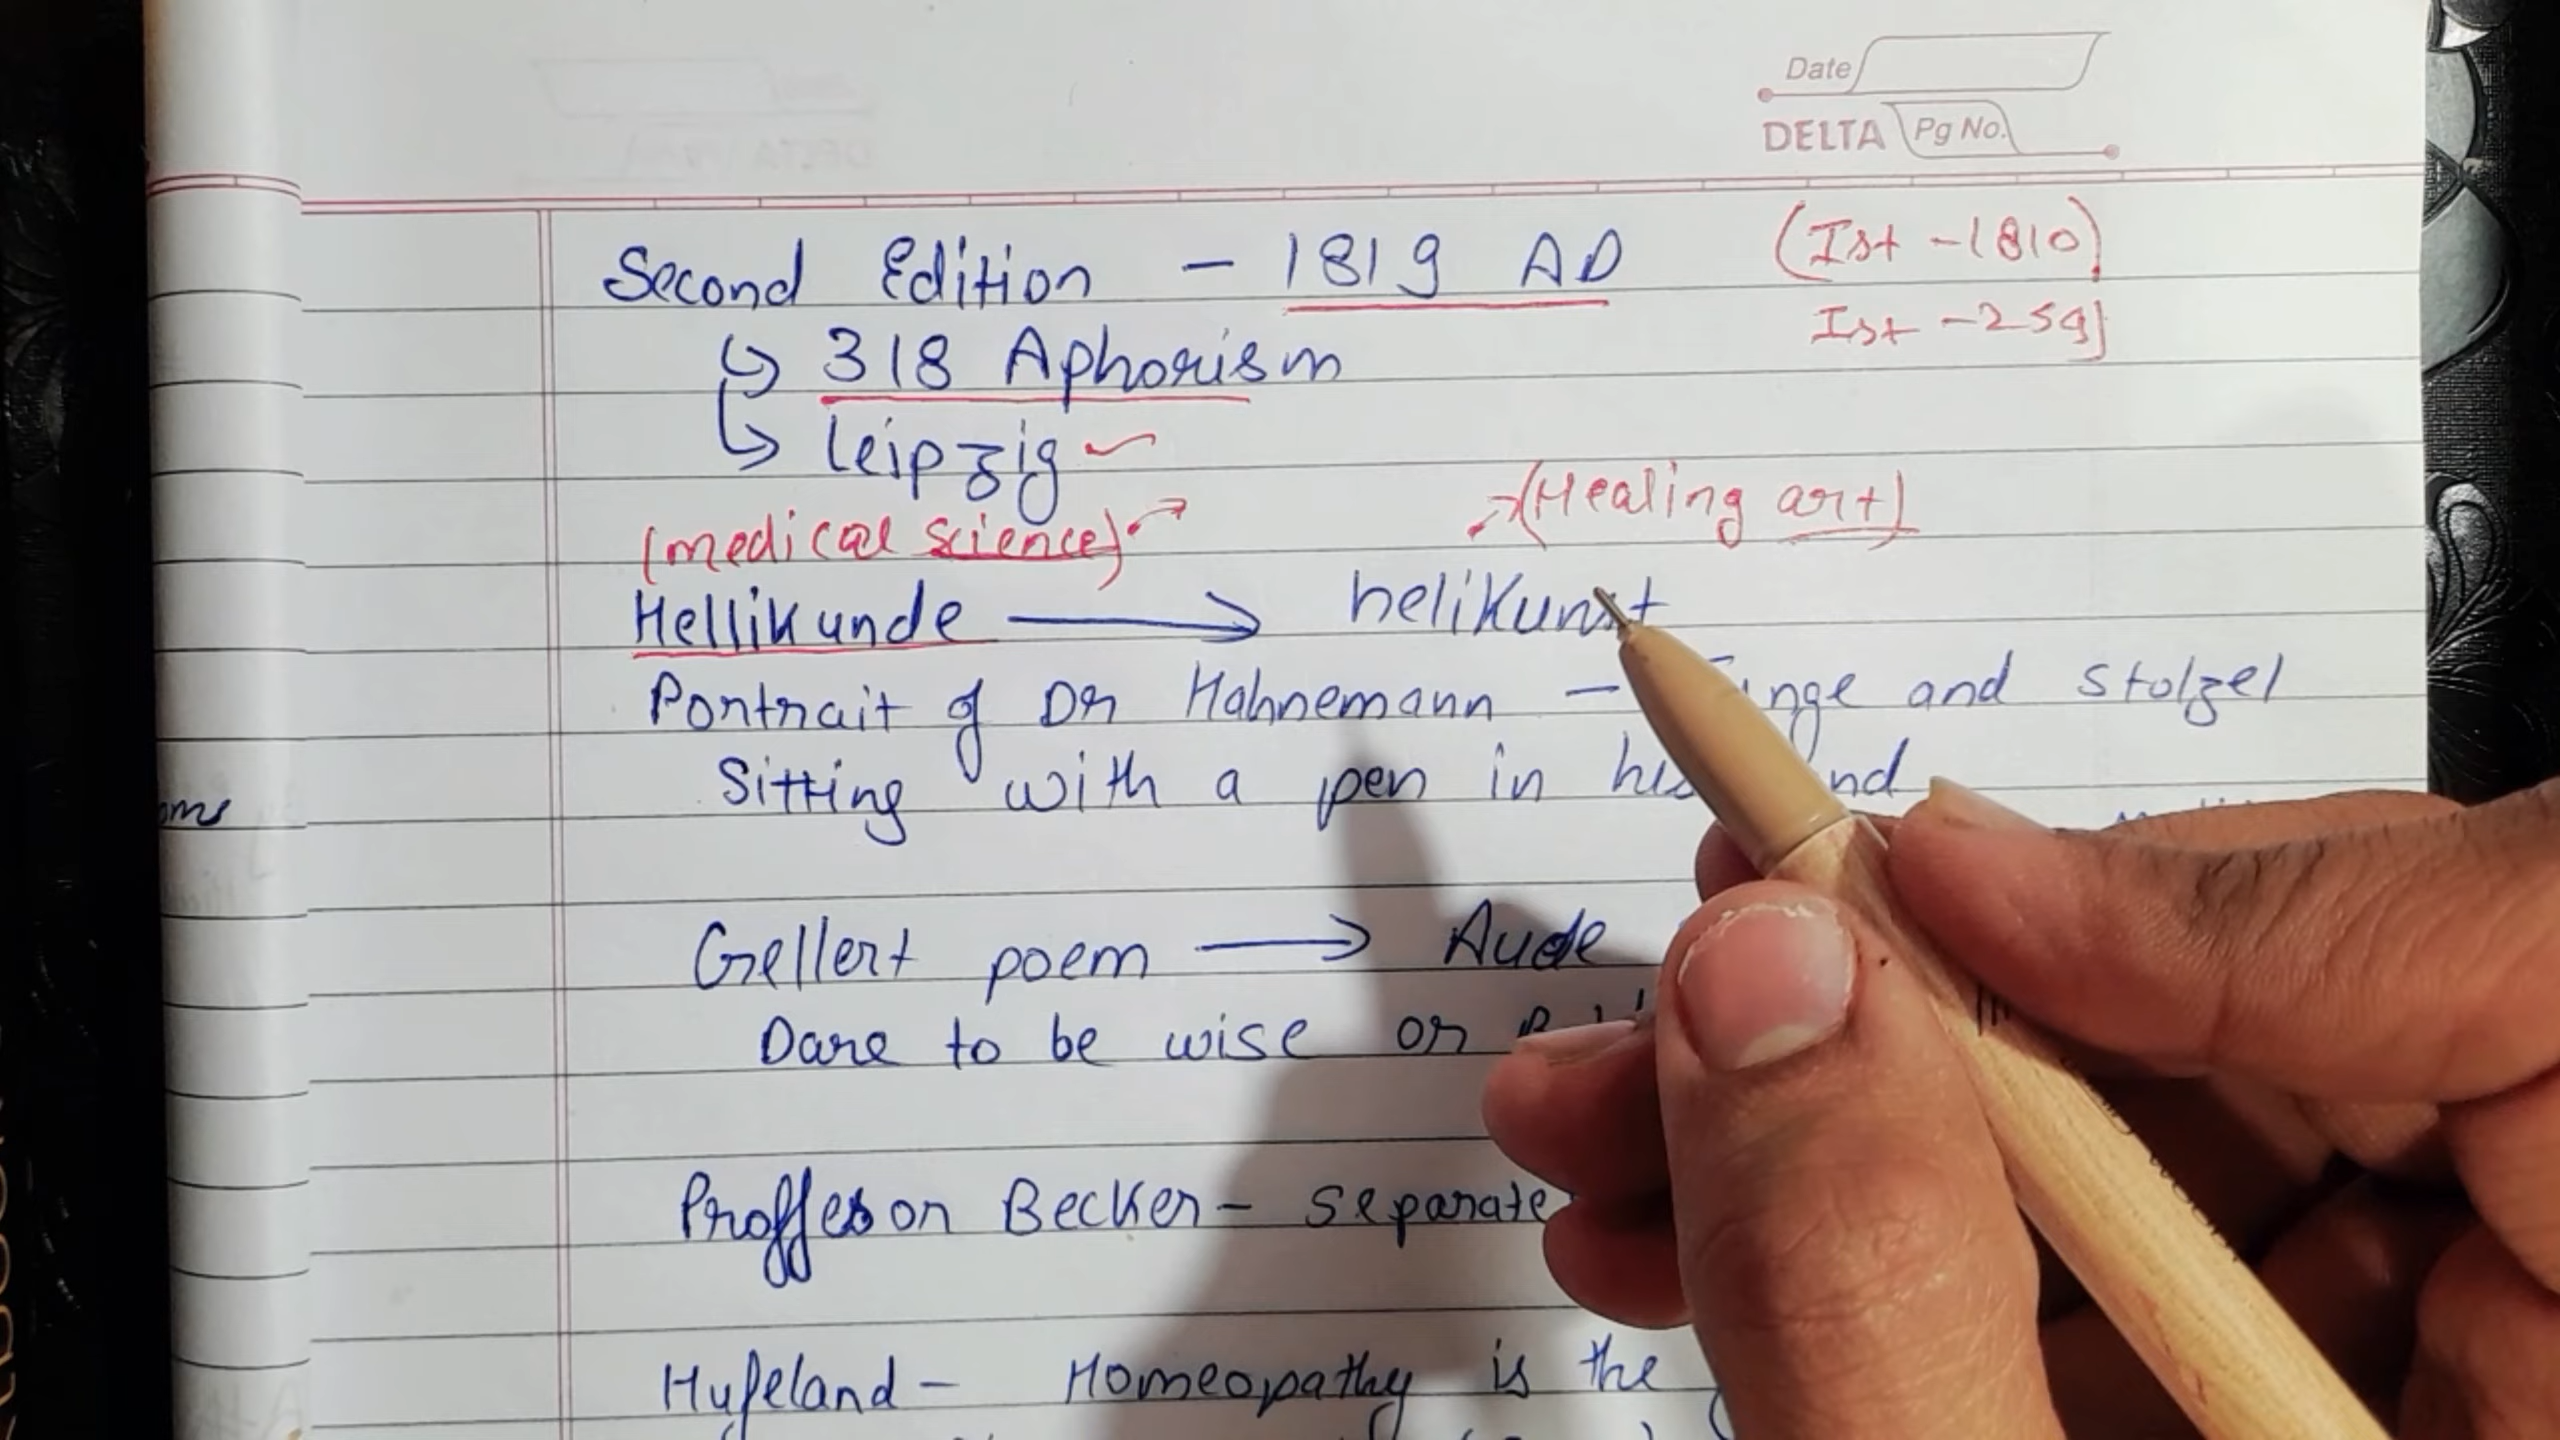 Date
DELTA Pg No.
Second Edition - 1819 AD (Ist - 1810)
318 Aphorism Ist - 259]
Leipzig
(medical science) (Healing art)
Hellikunde helikunst
Portrait of Dr Hahnemann - and Stolzel
Sitting with a pen in his
Gellert poem Aude
Dare to be wise or
Proffesor Becker - Separate
Hufeland - Homeopathy is the